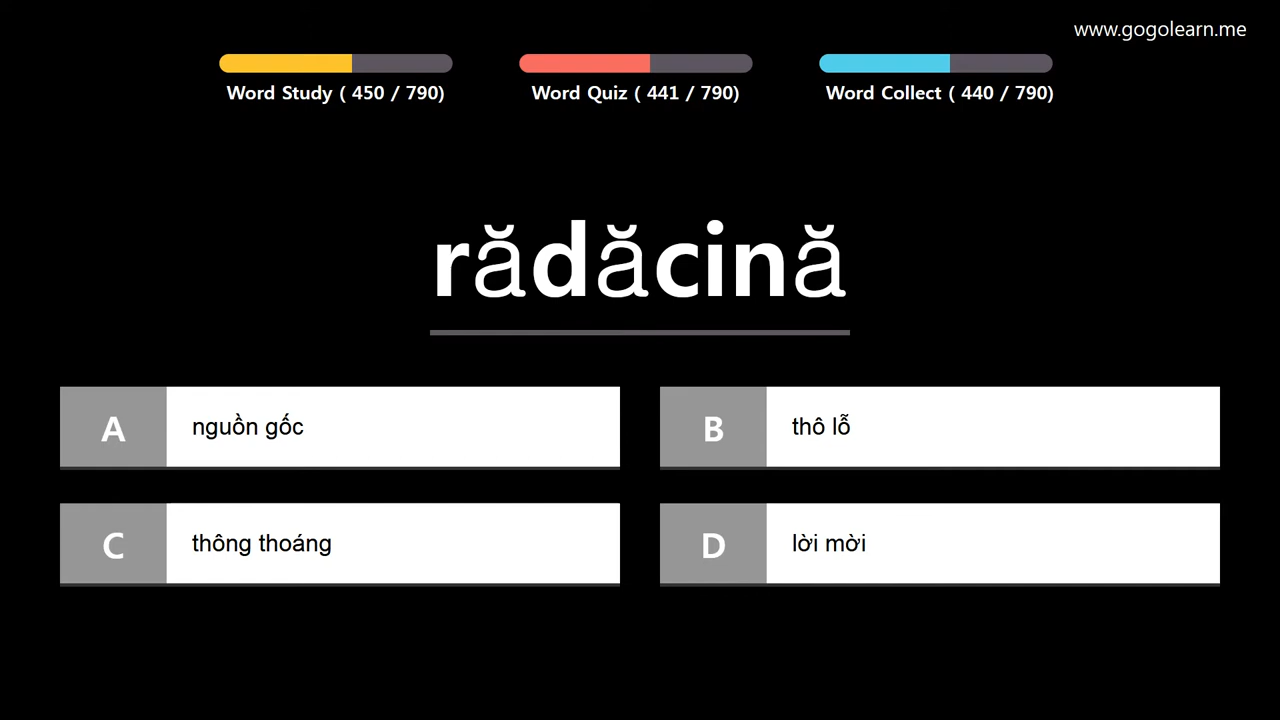 www.gogolearn.me
Word Study ( 450 / 790)
Word Quiz ( 441 / 790)
Word Collect ( 440 / 790)
rădăcină
A nguồn gốc
B thô lỗ
C thông thoáng
D lời mời